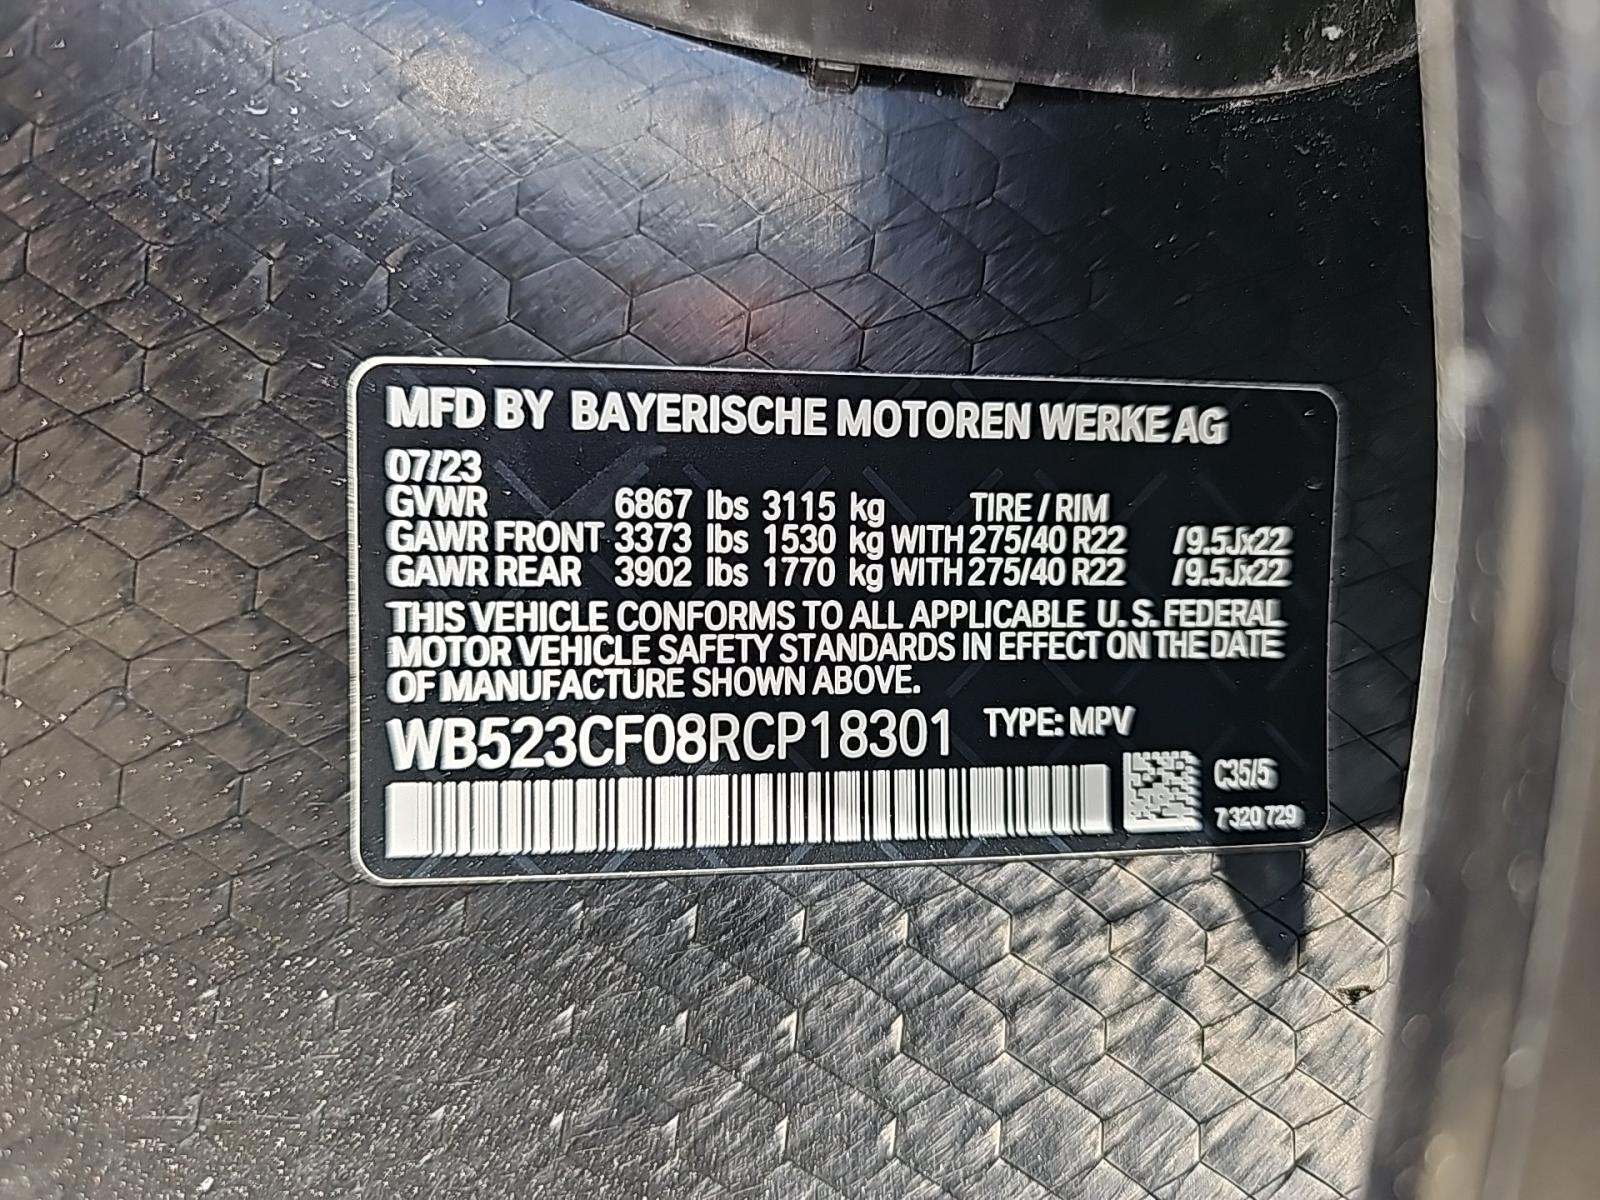 MFD BY BAYERISCHE MOTOREN WERKE AG
07/23
GVWR 6867 lbs 3115 kg TIRE / RIM
GAWR FRONT 3373 lbs 1530 kg WITH 275/40 R22 /9.5Jx22
GAWR REAR 3902 lbs 1770 kg WITH 275/40 R22 /9.5Jx22
THIS VEHICLE CONFORMS TO ALL APPLICABLE U.S. FEDERAL
MOTOR VEHICLE SAFETY STANDARDS IN EFFECT ON THE DATE
OF MANUFACTURE SHOWN ABOVE.
WB523CF08RCP18301 TYPE: MPV
C35/5
7 320 729